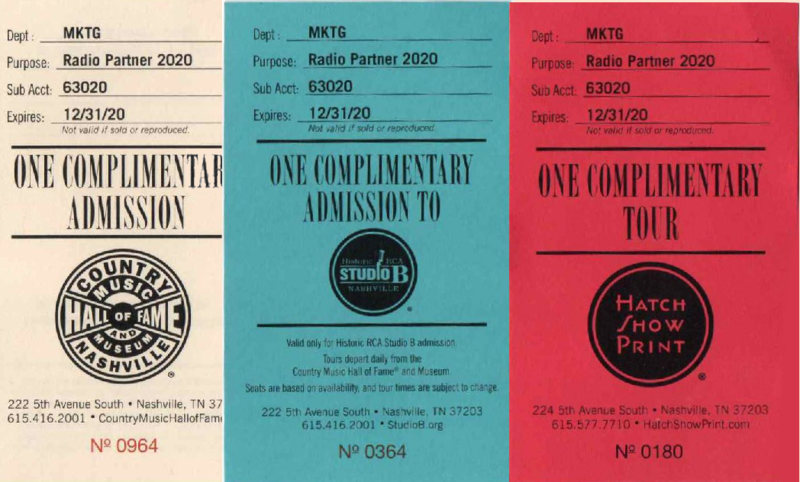 Dept: MKTG
Purpose: Radio Partner 2020
Sub Acct: 63020
Expires: 12/31/20
Not valid if sold or reproduced.
ONE COMPLIMENTAR
ADMISSION
COUNTRY
MUSIC
HALL OF FAME
AND
MUSEUM
NASHVILLE
®
222 5th Avenue South • Nashville, TN 37
615.416.2001 • CountryMusicHallofFam
Nº 0964
Dept: MKTG
Purpose: Radio Partner 2020
Sub Acct: 63020
Expires: 12/31/20
Not valid if sold or reproduced.
ONE COMPLIMENTARY
ADMISSION TO
Historic RCA
STUDIO B
NASHVILLE
®
Valid only for Historic RCA Studio B admission.
Tours depart daily from the
Country Music Hall of Fame® and Museum.
Seats are based on availability, and tour times are subject to change.
222 5th Avenue South • Nashville, TN 37203
615.416.2001 • StudioB.org
Nº 0364
Dept: MKTG
Purpose: Radio Partner 2020
Sub Acct: 63020
Expires: 12/31/20
Not valid if sold or reproduced.
ONE COMPLIMENTARY
TOUR
HATCH
SHOW
PRINT
®
224 5th Avenue South • Nashville, TN 37203
615.577.7710 • HatchShowPrint.com
Nº 0180